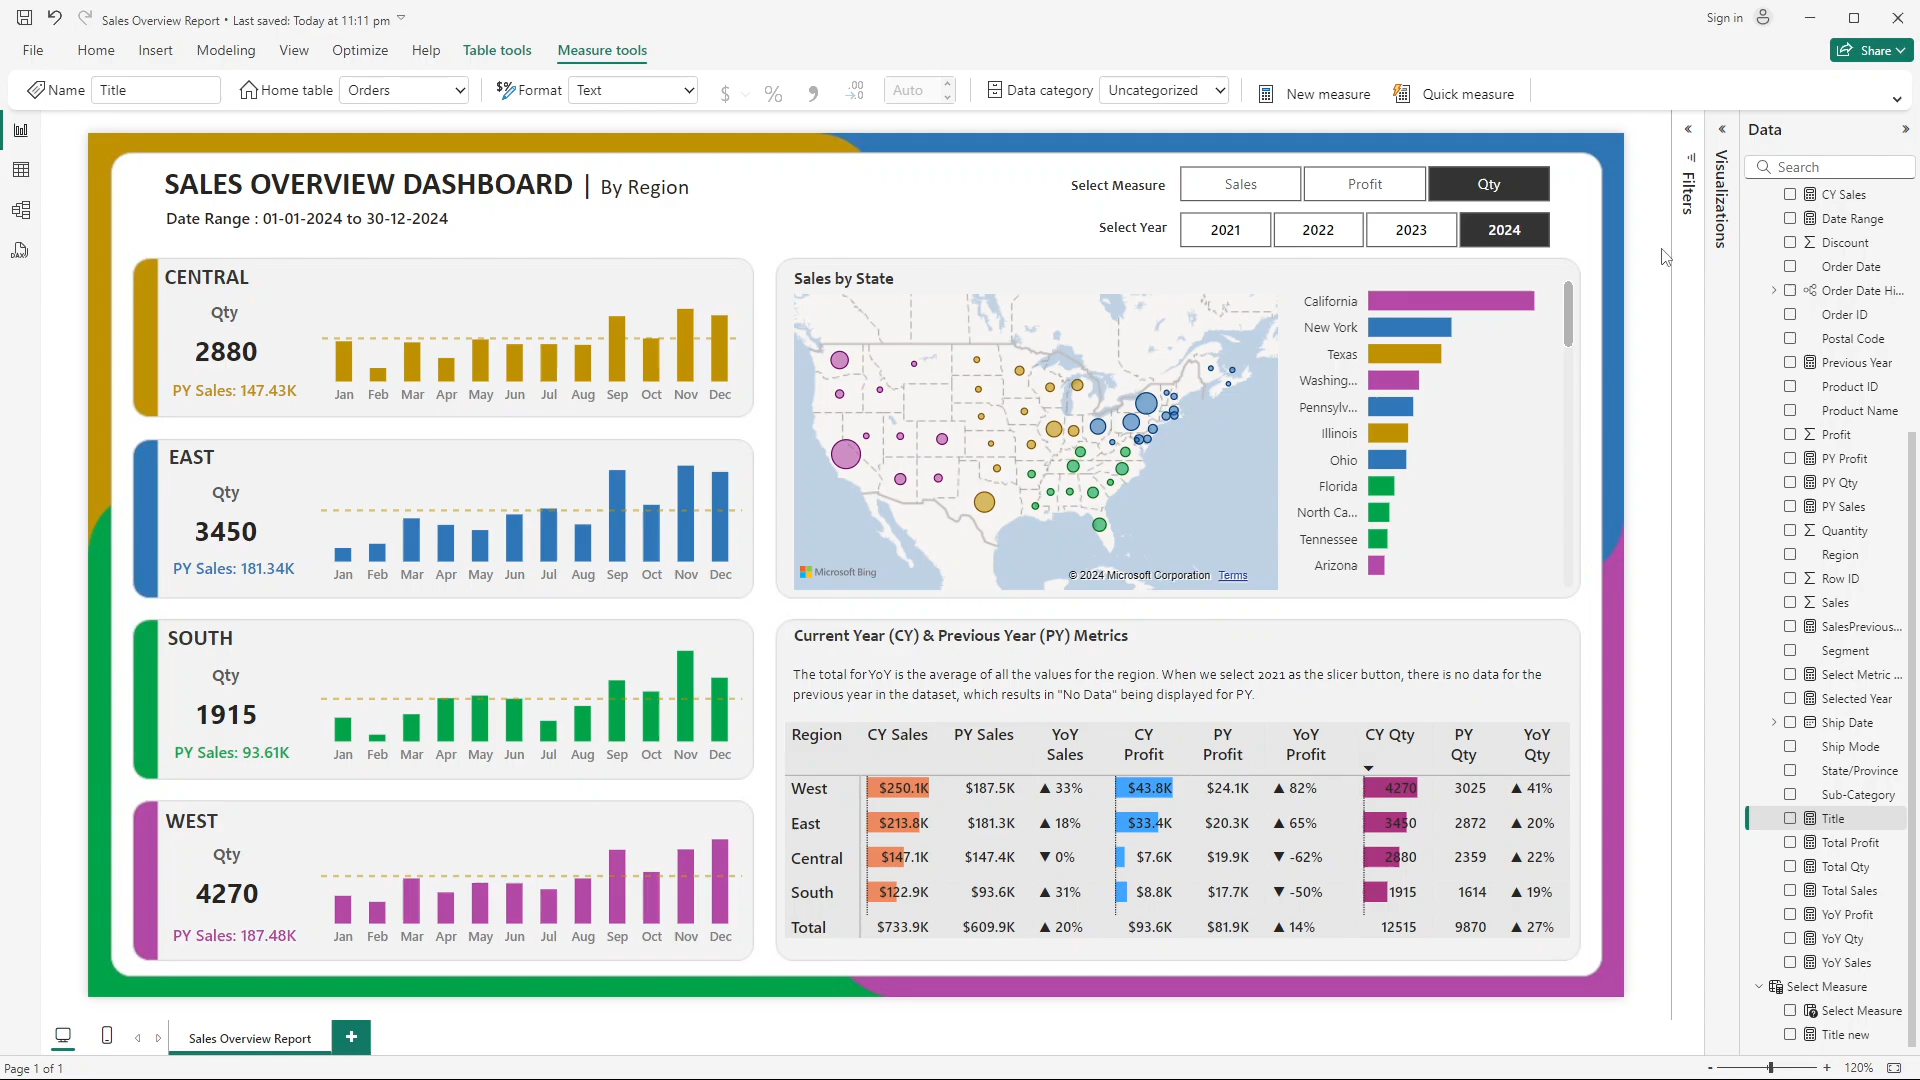 Sales Overview Report • Last saved: Today at 11:11 pm
Sign in
File Home Insert Modeling View Optimize Help Table tools Measure tools
Share
Name Title Home table Orders Format Text $ % Auto Data category Uncategorized New measure Quick measure
SALES OVERVIEW DASHBOARD | By Region
Date Range : 01-01-2024 to 30-12-2024
Select Measure Sales Profit Qty
Select Year 2021 2022 2023 2024
CENTRAL
Qty
2880
PY Sales: 147.43K
Jan Feb Mar Apr May Jun Jul Aug Sep Oct Nov Dec
EAST
Qty
3450
PY Sales: 181.34K
Jan Feb Mar Apr May Jun Jul Aug Sep Oct Nov Dec
SOUTH
Qty
1915
PY Sales: 93.61K
Jan Feb Mar Apr May Jun Jul Aug Sep Oct Nov Dec
WEST
Qty
4270
PY Sales: 187.48K
Jan Feb Mar Apr May Jun Jul Aug Sep Oct Nov Dec
Sales by State
Microsoft Bing
© 2024 Microsoft Corporation Terms
California
New York
Texas
Washing...
Pennsylv...
Illinois
Ohio
Florida
North Ca...
Tennessee
Arizona
Current Year (CY) & Previous Year (PY) Metrics
The total forYoY is the average of all the values for the region. When we select 2021 as the slicer button, there is no data for the
previous year in the dataset, which results in "No Data" being displayed for PY.
Region CY Sales PY Sales YoY Sales CY Profit PY Profit YoY Profit CY Qty PY Qty YoY Qty
West $250.1K $187.5K ▲ 33% $43.8K $24.1K ▲ 82% 4270 3025 ▲ 41%
East $213.8K $181.3K ▲ 18% $33.4K $20.3K ▲ 65% 3450 2872 ▲ 20%
Central $147.1K $147.4K ▼ 0% $7.6K $19.9K ▼ -62% 2880 2359 ▲ 22%
South $122.9K $93.6K ▲ 31% $8.8K $17.7K ▼ -50% 1915 1614 ▲ 19%
Total $733.9K $609.9K ▲ 20% $93.6K $81.9K ▲ 14% 12515 9870 ▲ 27%
Filters
Visualizations
Data
Search
CY Sales
Date Range
Discount
Order Date
Order Date Hi...
Order ID
Postal Code
Previous Year
Product ID
Product Name
Profit
PY Profit
PY Qty
PY Sales
Quantity
Region
Row ID
Sales
SalesPrevious...
Segment
Select Metric ...
Selected Year
Ship Date
Ship Mode
State/Province
Sub-Category
Title
Total Profit
Total Qty
Total Sales
YoY Profit
YoY Qty
YoY Sales
Select Measure
Select Measure
Title new
Sales Overview Report
Page 1 of 1
- + 120%